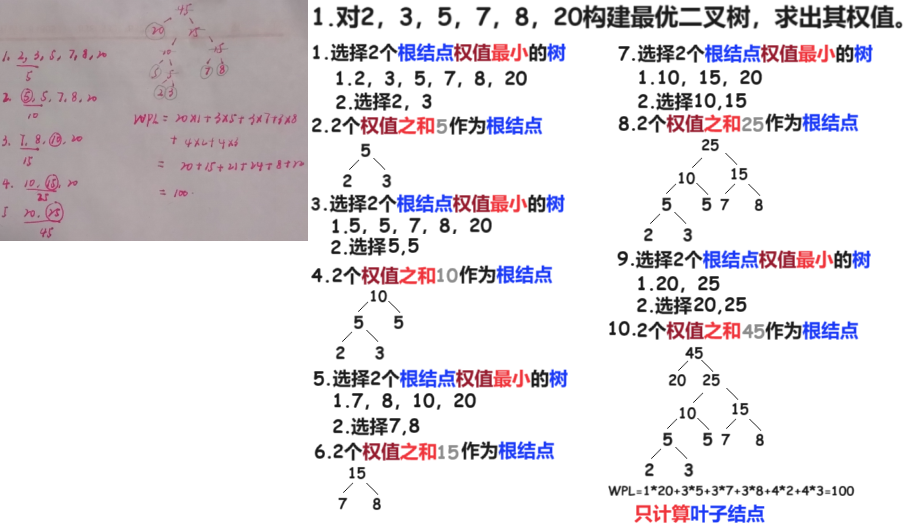 1. 2, 3, 5, 7, 8, 20
5
2. 5, 5, 7, 8, 20
10
3. 7, 8, 10, 20
15
4. 10, 15, 20
25
5 20, 25
45
45
20 25
10 15
5 5 7 8
2 3
WPL = 20×1+3×5+3×7+3×8
+ 4×2+4×3
= 20+15+21+24+8+12
= 100.
1.对2，3，5，7，8，20构建最优二叉树，求出其权值。
1.选择2个根结点权值最小的树
1.2，3，5，7，8，20
2.选择2，3
2.2个权值之和5作为根结点
5
2 3
3.选择2个根结点权值最小的树
1.5，5，7，8，20
2.选择5,5
4.2个权值之和10作为根结点
10
5 5
2 3
5.选择2个根结点权值最小的树
1.7，8，10，20
2.选择7,8
6.2个权值之和15作为根结点
15
7 8
7.选择2个根结点权值最小的树
1.10，15，20
2.选择10,15
8.2个权值之和25作为根结点
25
10 15
5 5 7 8
2 3
9.选择2个根结点权值最小的树
1.20，25
2.选择20,25
10.2个权值之和45作为根结点
45
20 25
10 15
5 5 7 8
2 3
WPL=1*20+3*5+3*7+3*8+4*2+4*3=100
只计算叶子结点